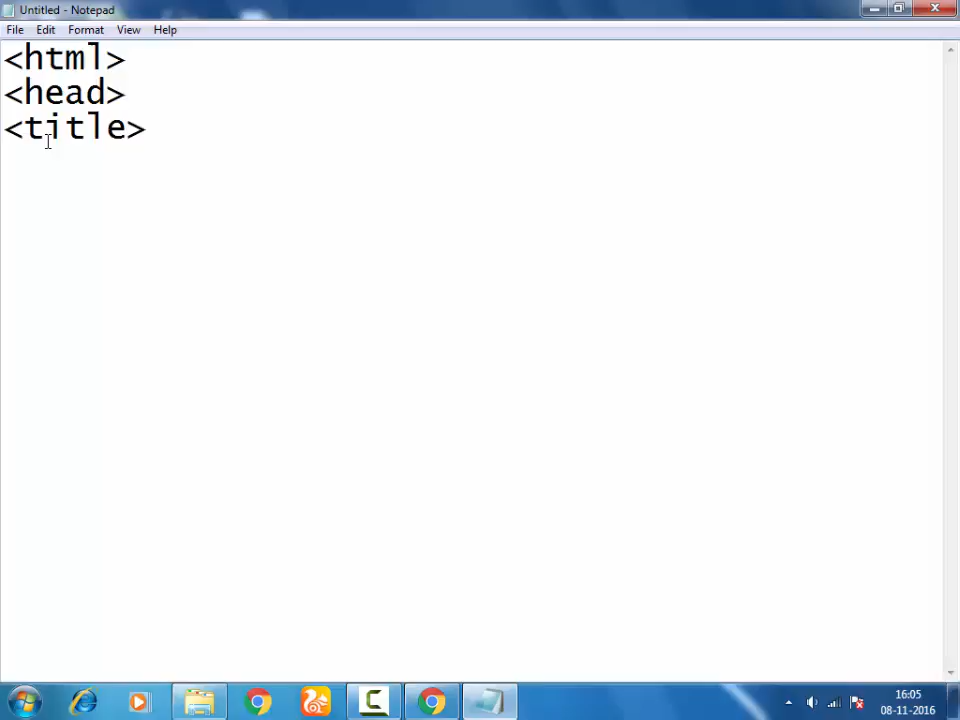 Untitled - Notepad
File Edit Format View Help
<html>
<head>
<title>
16:05
08-11-2016